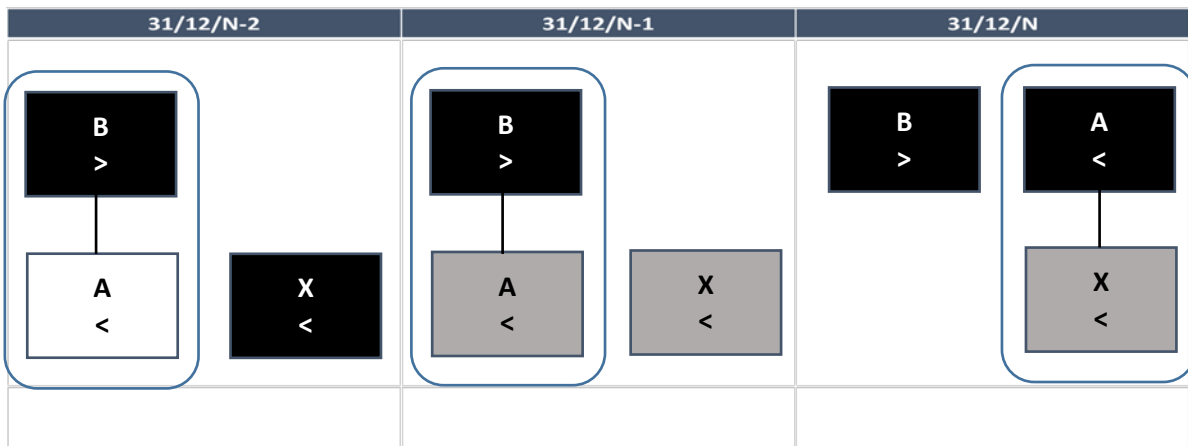 31/12/N-2 31/12/N-1 31/12/N
B B B A
> > > <
A X A X X
< < < < <